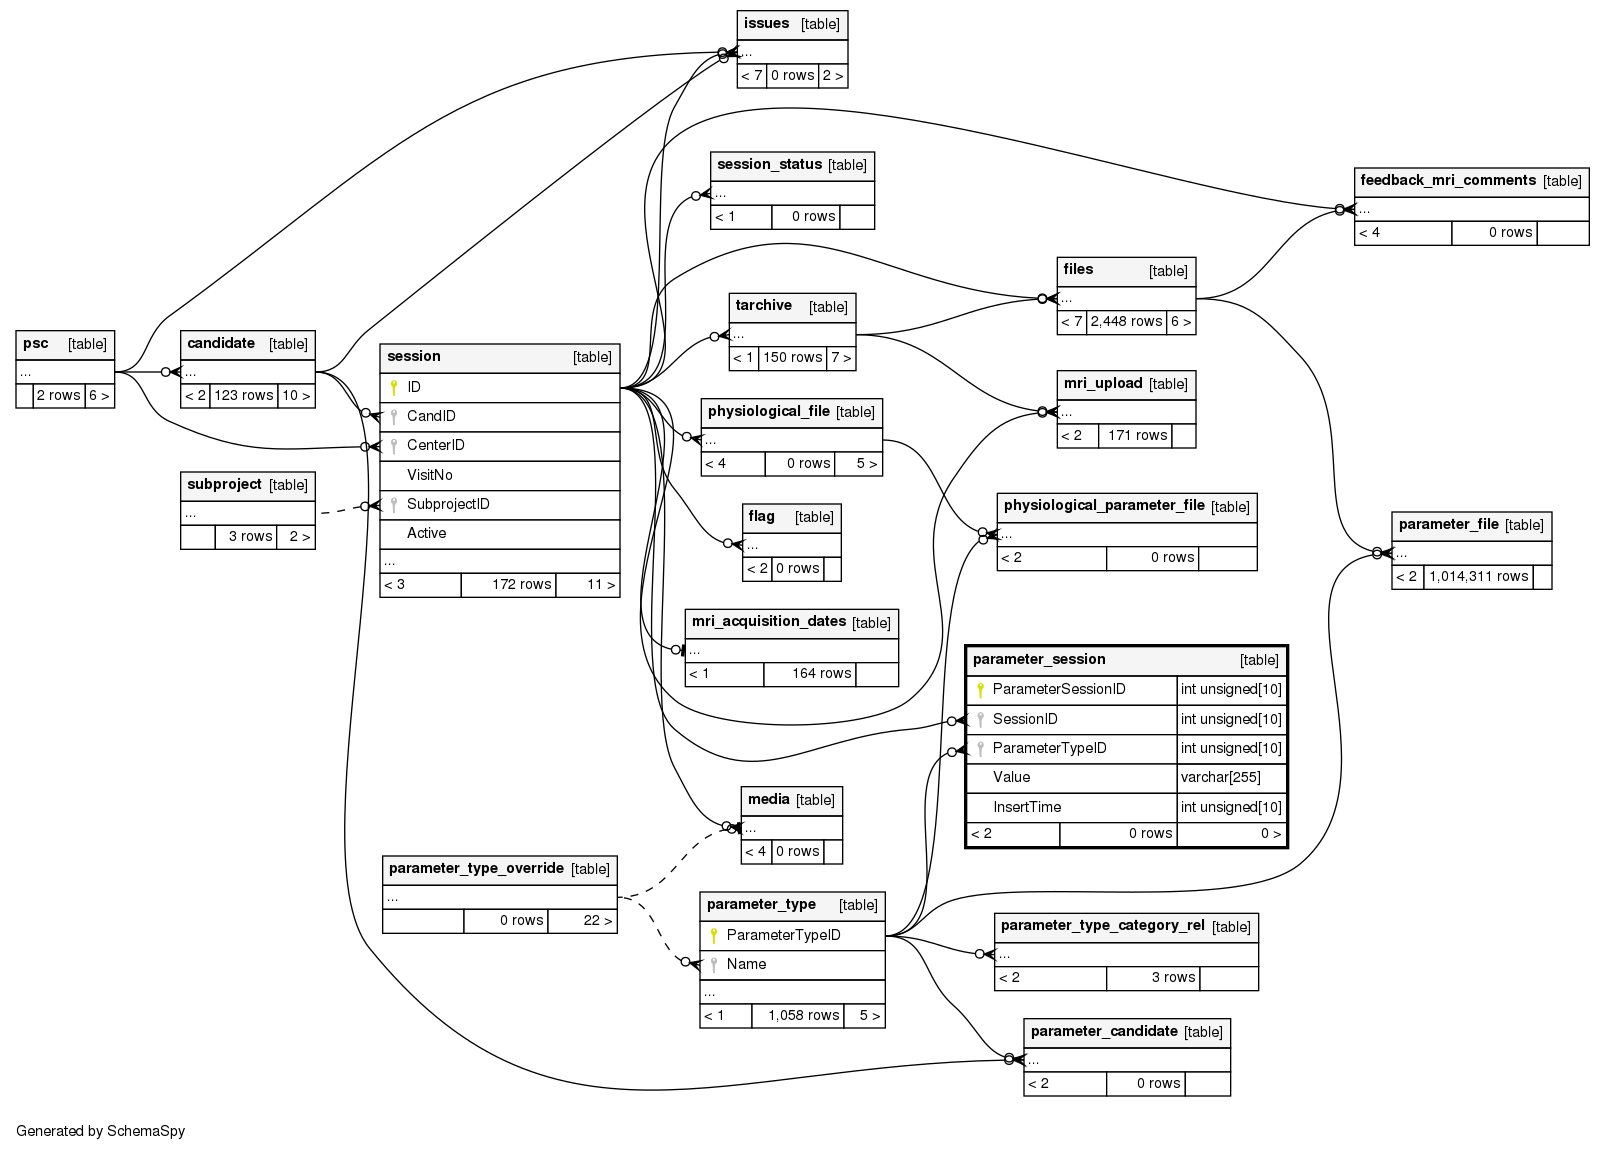 issues [table]
...
< 7 0 rows 2 >
session_status [table]
...
< 1 0 rows
feedback_mri_comments [table]
...
< 4 0 rows
files [table]
...
< 7 2,448 rows 6 >
tarchive [table]
...
< 1 150 rows 7 >
psc [table]
...
2 rows 6 >
candidate [table]
...
< 2 123 rows 10 >
session [table]
ID
CandID
CenterID
VisitNo
SubprojectID
Active
...
< 3 172 rows 11 >
mri_upload [table]
...
< 2 171 rows
physiological_file [table]
...
< 4 0 rows 5 >
subproject [table]
...
3 rows 2 >
flag [table]
...
< 2 0 rows
physiological_parameter_file [table]
...
< 2 0 rows
parameter_file [table]
...
< 2 1,014,311 rows
mri_acquisition_dates [table]
...
< 1 164 rows
parameter_session [table]
ParameterSessionID int unsigned[10]
SessionID int unsigned[10]
ParameterTypeID int unsigned[10]
Value varchar[255]
InsertTime int unsigned[10]
< 2 0 rows 0 >
media [table]
...
< 4 0 rows
parameter_type_override [table]
...
0 rows 22 >
parameter_type [table]
ParameterTypeID
Name
...
< 1 1,058 rows 5 >
parameter_type_category_rel [table]
...
< 2 3 rows
parameter_candidate [table]
...
< 2 0 rows
Generated by SchemaSpy